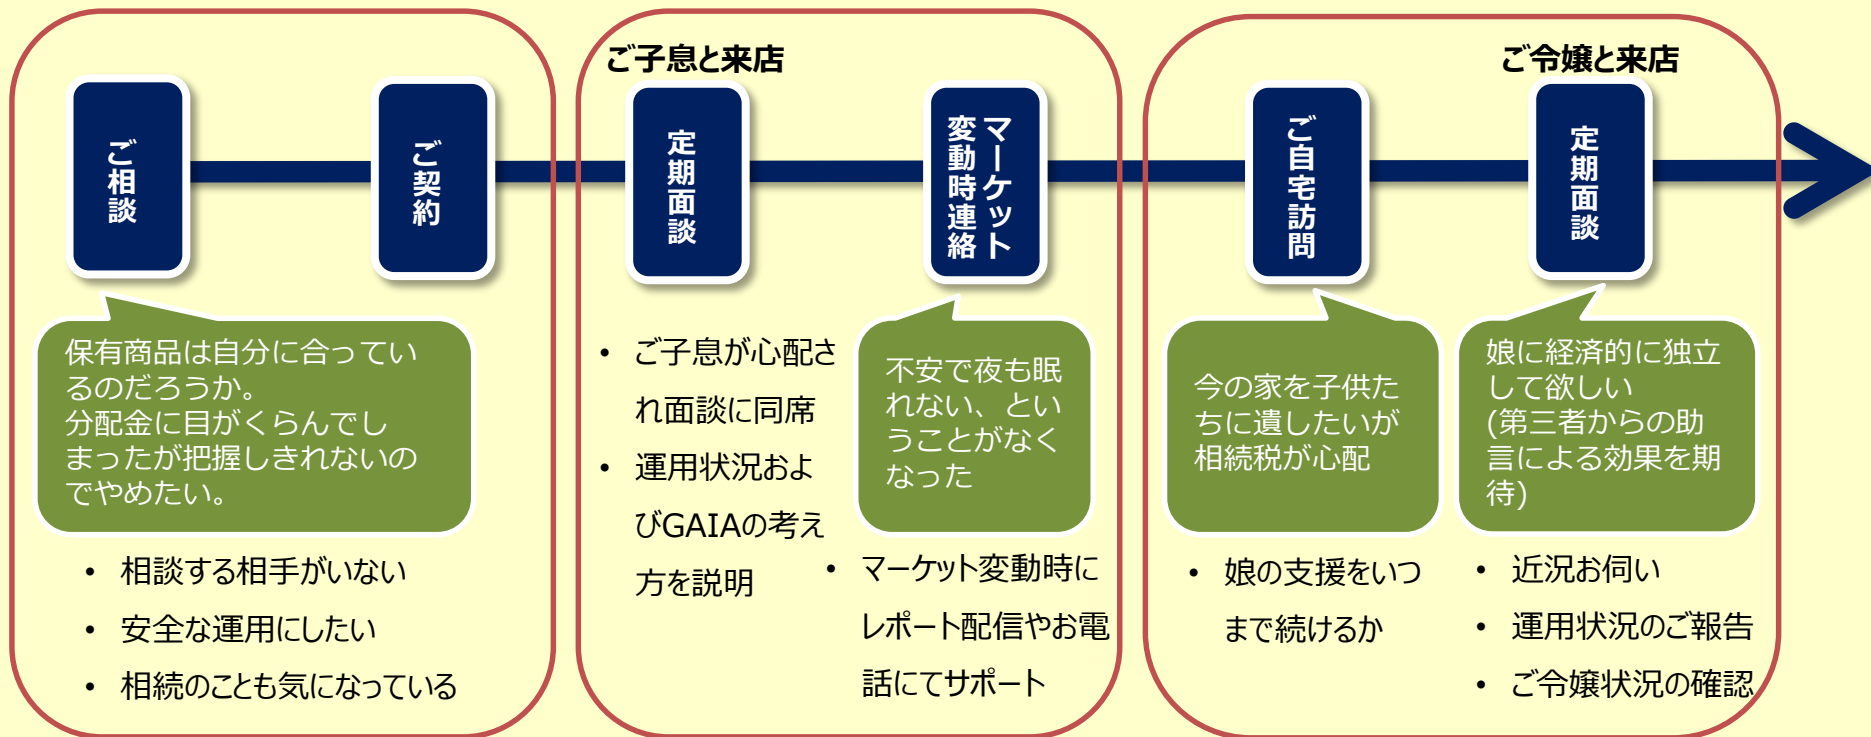 ご相談
ご契約
保有商品は自分に合ってい
るのだろうか。
分配金に目がくらんでし
まったが把握しきれないの
でやめたい。
• 相談する相手がいない
• 安全な運用にしたい
• 相続のことも気になっている
ご子息と来店
定期面談
• ご子息が心配さ
れ面談に同席
• 運用状況およ
びGAIAの考え
方を説明
マーケット
変動時連絡
不安で夜も眠
れない、とい
うことがなく
なった
• マーケット変動時に
レポート配信やお電
話にてサポート
ご自宅訪問
今の家を子供た
ちに遺したいが
相続税が心配
• 娘の支援をいつ
まで続けるか
ご令嬢と来店
定期面談
娘に経済的に独立
して欲しい
(第三者からの助
言による効果を期
待)
• 近況お伺い
• 運用状況のご報告
• ご令嬢状況の確認